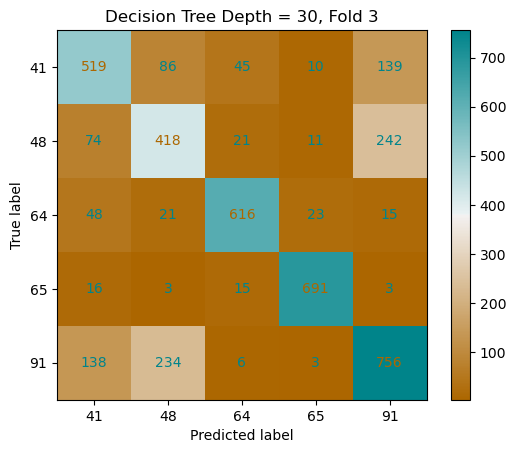 Decision Tree Depth = 30, Fold 3
True label
41 519 86 45 10 139
48 74 418 21 11 242
64 48 21 616 23 15
65 16 3 15 691 3
91 138 234 6 3 756
41 48 64 65 91
Predicted label
700
600
500
400
300
200
100